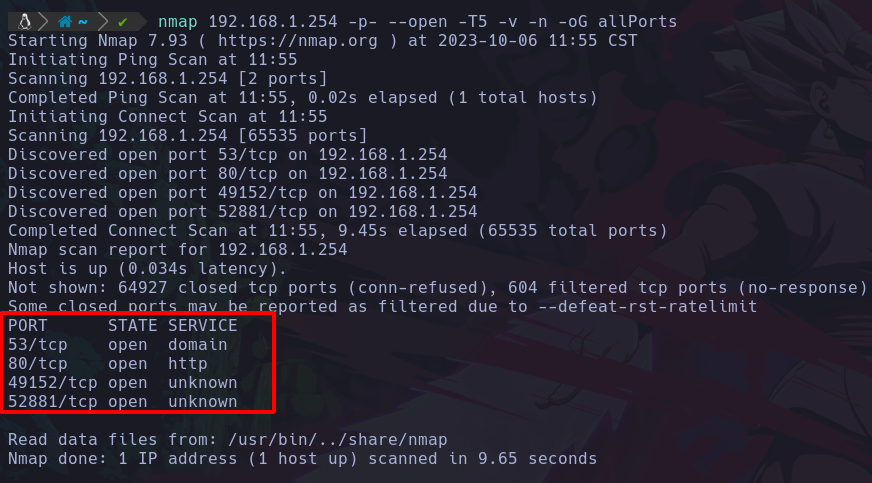 ~ ✔ nmap 192.168.1.254 -p- --open -T5 -v -n -oG allPorts
Starting Nmap 7.93 ( https://nmap.org ) at 2023-10-06 11:55 CST
Initiating Ping Scan at 11:55
Scanning 192.168.1.254 [2 ports]
Completed Ping Scan at 11:55, 0.02s elapsed (1 total hosts)
Initiating Connect Scan at 11:55
Scanning 192.168.1.254 [65535 ports]
Discovered open port 53/tcp on 192.168.1.254
Discovered open port 80/tcp on 192.168.1.254
Discovered open port 49152/tcp on 192.168.1.254
Discovered open port 52881/tcp on 192.168.1.254
Completed Connect Scan at 11:55, 9.45s elapsed (65535 total ports)
Nmap scan report for 192.168.1.254
Host is up (0.034s latency).
Not shown: 64927 closed tcp ports (conn-refused), 604 filtered tcp ports (no-response)
Some closed ports may be reported as filtered due to --defeat-rst-ratelimit
PORT      STATE SERVICE
53/tcp    open  domain
80/tcp    open  http
49152/tcp open  unknown
52881/tcp open  unknown
Read data files from: /usr/bin/../share/nmap
Nmap done: 1 IP address (1 host up) scanned in 9.65 seconds